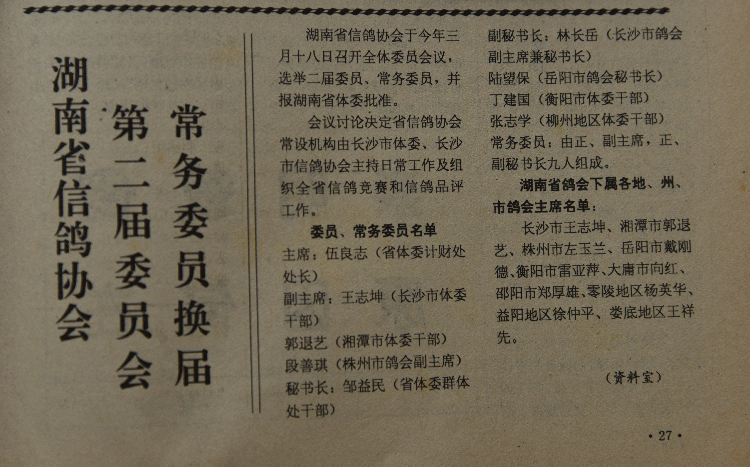 湖南省信鸽协会
第二届委员会
常务委员换届
湖南省信鸽协会于今年三
月十八日召开全体委员会议，
选举二届委员、常务委员，并
报湖南省体委批准。
会议讨论决定省信鸽协会
常设机构由长沙市体委、长沙
市信鸽协会主持日常工作及组
织全省信鸽竞赛和信鸽品评
工作。
委员、常务委员名单
主席：伍良志（省体委计财处
处长）
副主席：王志坤（长沙市体委
干部）
郭退艺（湘潭市体委干部）
段善琪（株州市鸽会副主席）
秘书长：邹益民（省体委群体
处干部）
副秘书长：林长岳（长沙市鸽会
副主席兼秘书长）
陆望保（岳阳市鸽会秘书长）
丁建国（衡阳市体委干部）
张志学（柳州地区体委干部）
常务委员：由正、副主席，正、
副秘书长九人组成。
湖南省鸽会下属各地、州、
市鸽会主席名单：
长沙市王志坤、湘潭市郭退
艺、株州市左玉兰、岳阳市戴刚
德、衡阳市雷亚萍、大庸市向红、
邵阳市郑厚雄、零陵地区杨英华、
益阳地区徐仲平、娄底地区王祥
先。
（资料室）
·27·